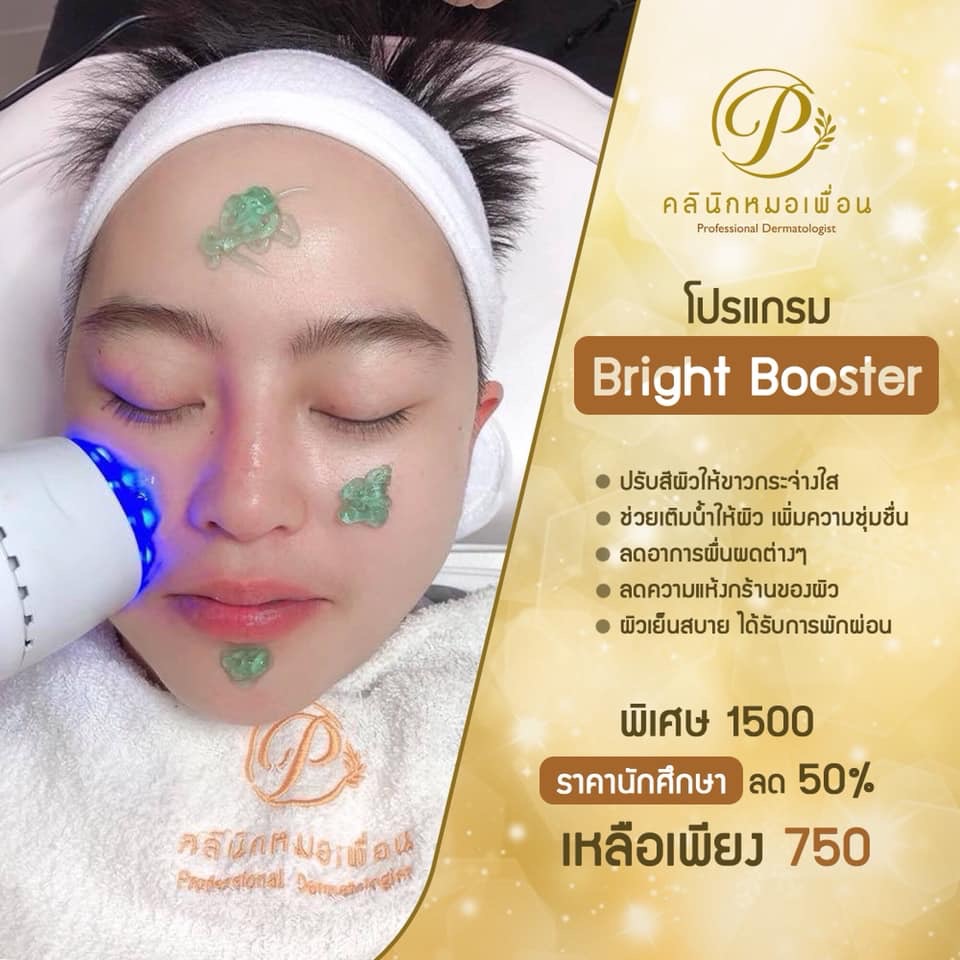 P
คลินิกหมอเพื่อน
Professional Dermatologist
โปรแกรม
Bright Booster
ปรับสีผิวให้ขาวกระจ่างใส
ช่วยเติมน้ำให้ผิว เพิ่มความชุ่มชื่น
ลดอาการผื่นผดต่างๆ
ลดความแห้งกร้านของผิว
ผิวเย็นสบาย ได้รับการพักผ่อน
พิเศษ 1500
ราคานักศึกษา ลด 50%
เหลือเพียง 750
P
คลินิกหมอเพื่อน
Professional Dermatologist